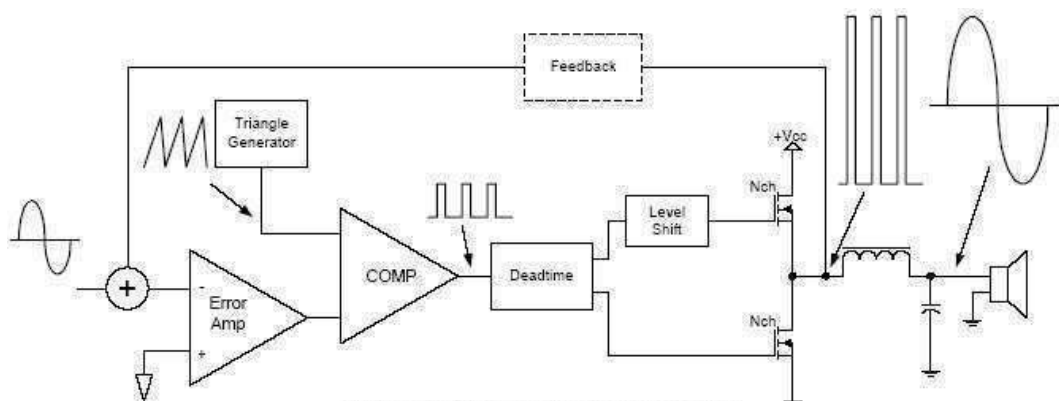 Feedback
Triangle
Generator
+Vcc
Nch
Level
Shift
COMP
Deadtime
+
-
Error
Amp
+
Nch